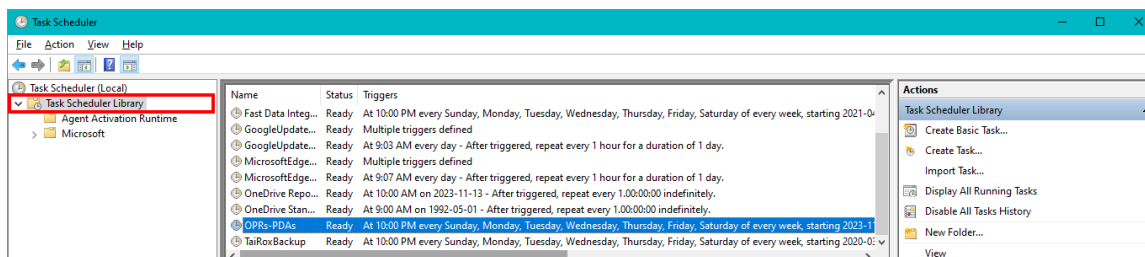 Task Scheduler
File Action View Help
Task Scheduler (Local)
Task Scheduler Library
Agent Activation Runtime
Microsoft
Name Status Triggers
Fast Data Integ... Ready At 10:00 PM every Sunday, Monday, Tuesday, Wednesday, Thursday, Friday, Saturday of every week, starting 2021-04
GoogleUpdate... Ready Multiple triggers defined
GoogleUpdate... Ready At 9:03 AM every day - After triggered, repeat every 1 hour for a duration of 1 day.
MicrosoftEdge... Ready Multiple triggers defined
MicrosoftEdge... Ready At 9:07 AM every day - After triggered, repeat every 1 hour for a duration of 1 day.
OneDrive Repo... Ready At 10:00 AM on 2023-11-13 - After triggered, repeat every 1.00:00:00 indefinitely.
OneDrive Stan... Ready At 9:00 AM on 1992-05-01 - After triggered, repeat every 1.00:00:00 indefinitely.
OPRs-PDAs Ready At 10:00 PM every Sunday, Monday, Tuesday, Wednesday, Thursday, Friday, Saturday of every week, starting 2023-11
TaiRoxBackup Ready At 10:00 PM every Sunday, Monday, Tuesday, Wednesday, Thursday, Friday, Saturday of every week, starting 2020-03
Actions
Task Scheduler Library
Create Basic Task...
Create Task...
Import Task...
Display All Running Tasks
Disable All Tasks History
New Folder...
View